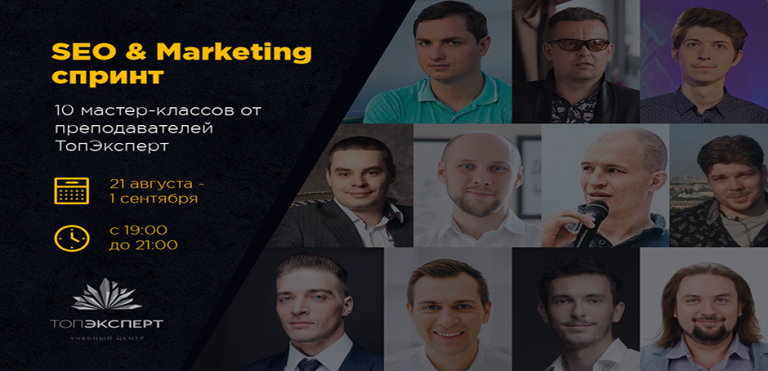 SEO & Marketing
спринт
10 мастер-классов от
преподавателей
ТопЭксперт
21 августа -
1 сентября
с 19:00
до 21:00
ТОПЭКСПЕРТ
УЧЕБНЫЙ ЦЕНТР